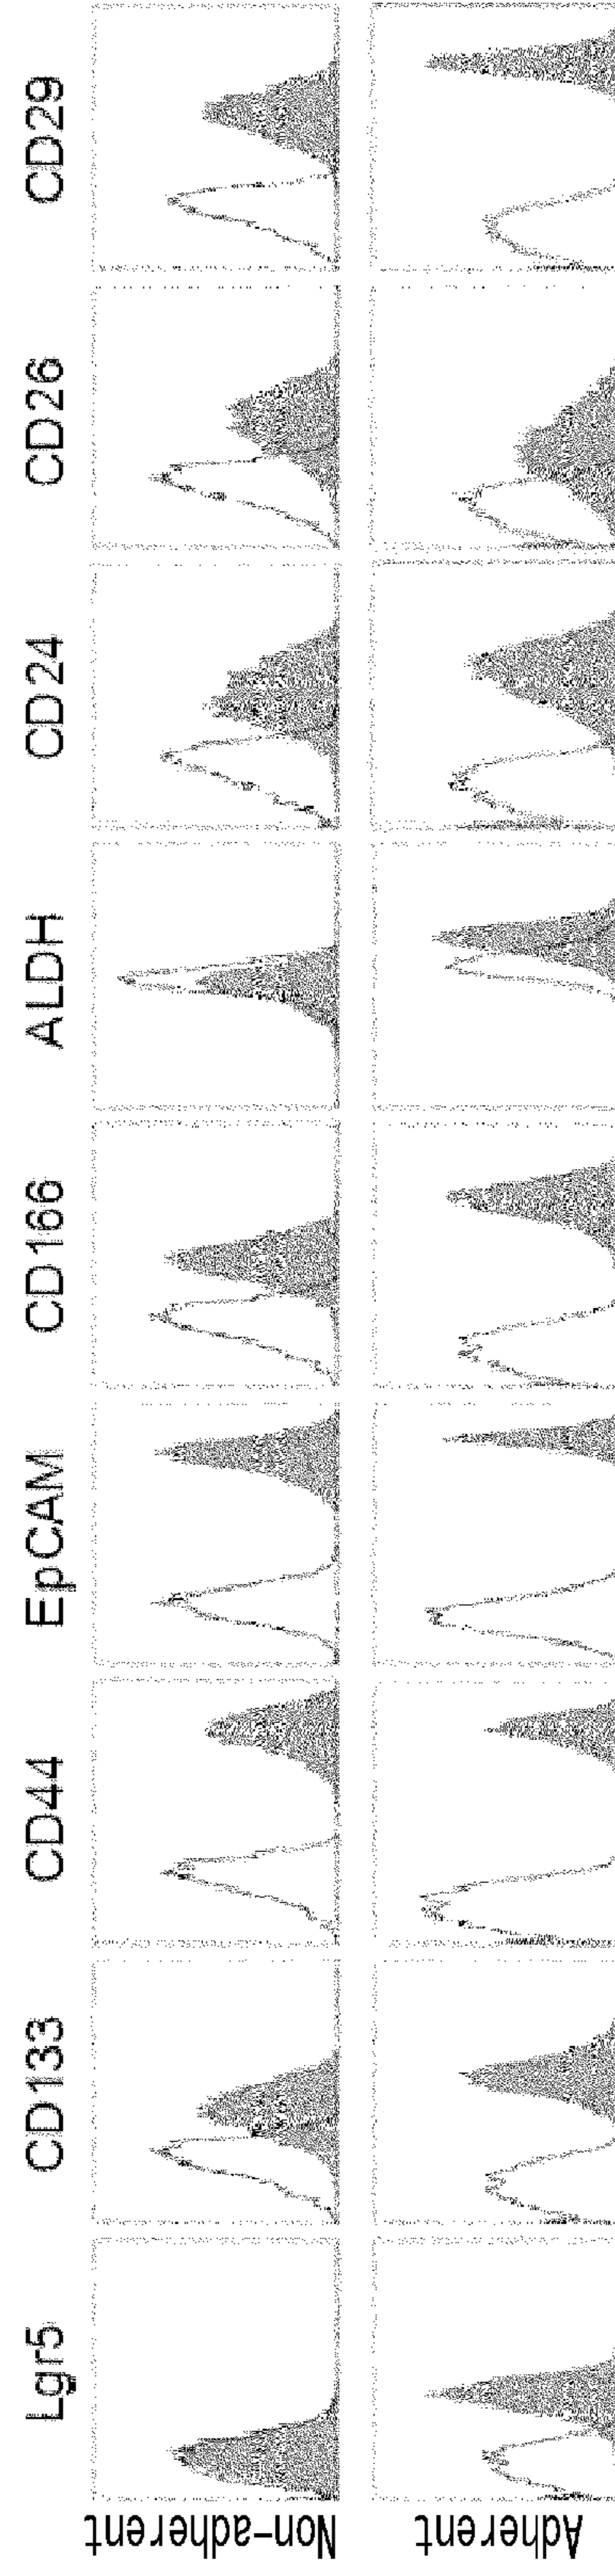 Lgr5
CD133
CD44
EpCAM
CD166
ALDH
CD24
CD26
CD29
Non-adherent
Adherent